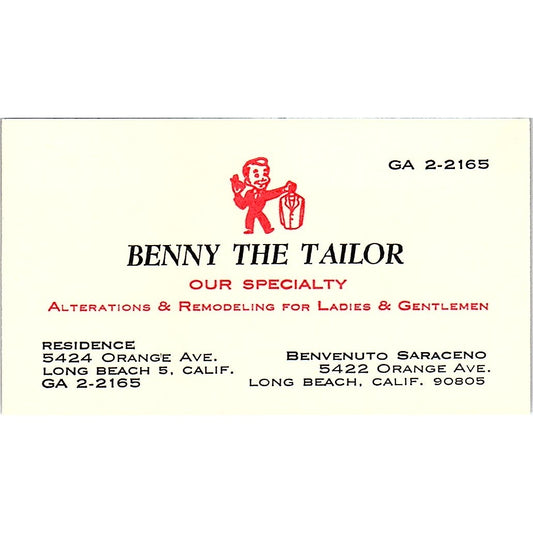 GA 2-2165
BENNY THE TAILOR
OUR SPECIALTY
ALTERATIONS & REMODELING FOR LADIES & GENTLEMEN
RESIDENCE
5424 ORANGE AVE.
LONG BEACH 5, CALIF.
GA 2-2165
BENVENUTO SARACENO
5422 ORANGE AVE.
LONG BEACH, CALIF. 90805